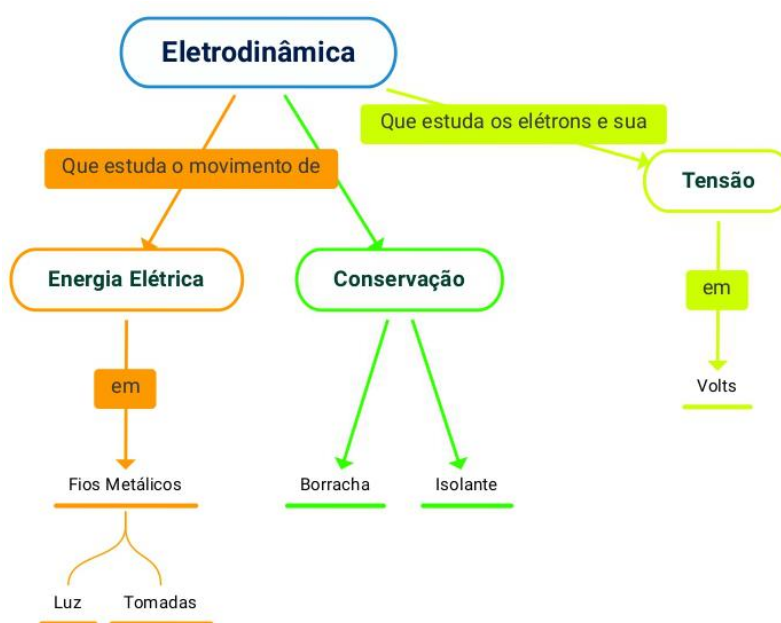 Eletrodinâmica
Que estuda os elétrons e sua
Que estuda o movimento de
Tensão
Energia Elétrica
Conservação
em
em
Volts
Fios Metálicos
Borracha
Isolante
Luz
Tomadas